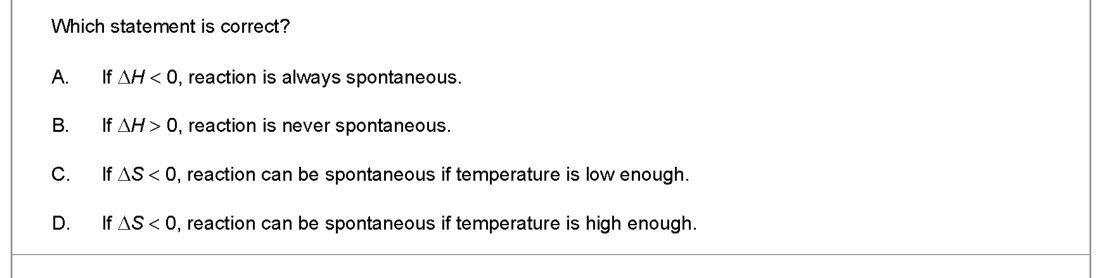 Which statement is correct?
A. If ΔH < 0, reaction is always spontaneous.
B. If ΔH > 0, reaction is never spontaneous.
C. If ΔS < 0, reaction can be spontaneous if temperature is low enough.
D. If ΔS < 0, reaction can be spontaneous if temperature is high enough.